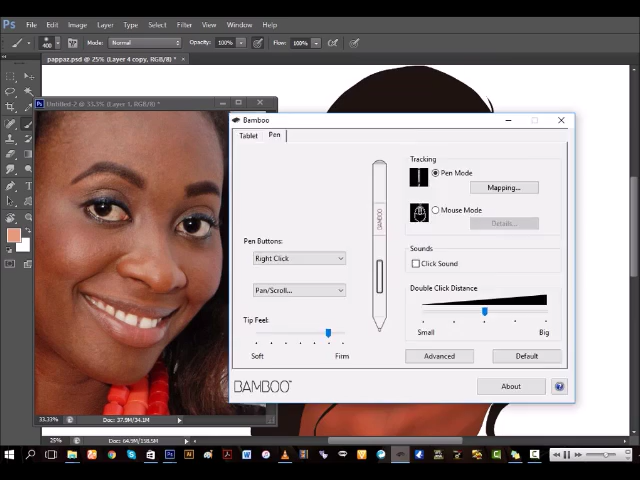 Ps File Edit Image Layer Type Select Filter View Window Help
400 Mode: Normal Opacity: 100% Flow: 100%
pappaz.psd @ 25% (Layer 4 copy, RGB/8) * ×
Untitled-2 @ 33.3% (Layer 1, RGB/8) *
Bamboo
Tablet Pen
Tracking
Pen Mode
Mapping...
Mouse Mode
Details...
BAMBOO
Pen Buttons:
Right Click
Pan/Scroll...
Sounds
Click Sound
Double Click Distance
Small Big
Tip Feel:
Soft Firm
Advanced Default
BAMBOO™
About ?
33.33% Doc: 37.9M/34.1M
25% Doc: 64.9M/158.5M